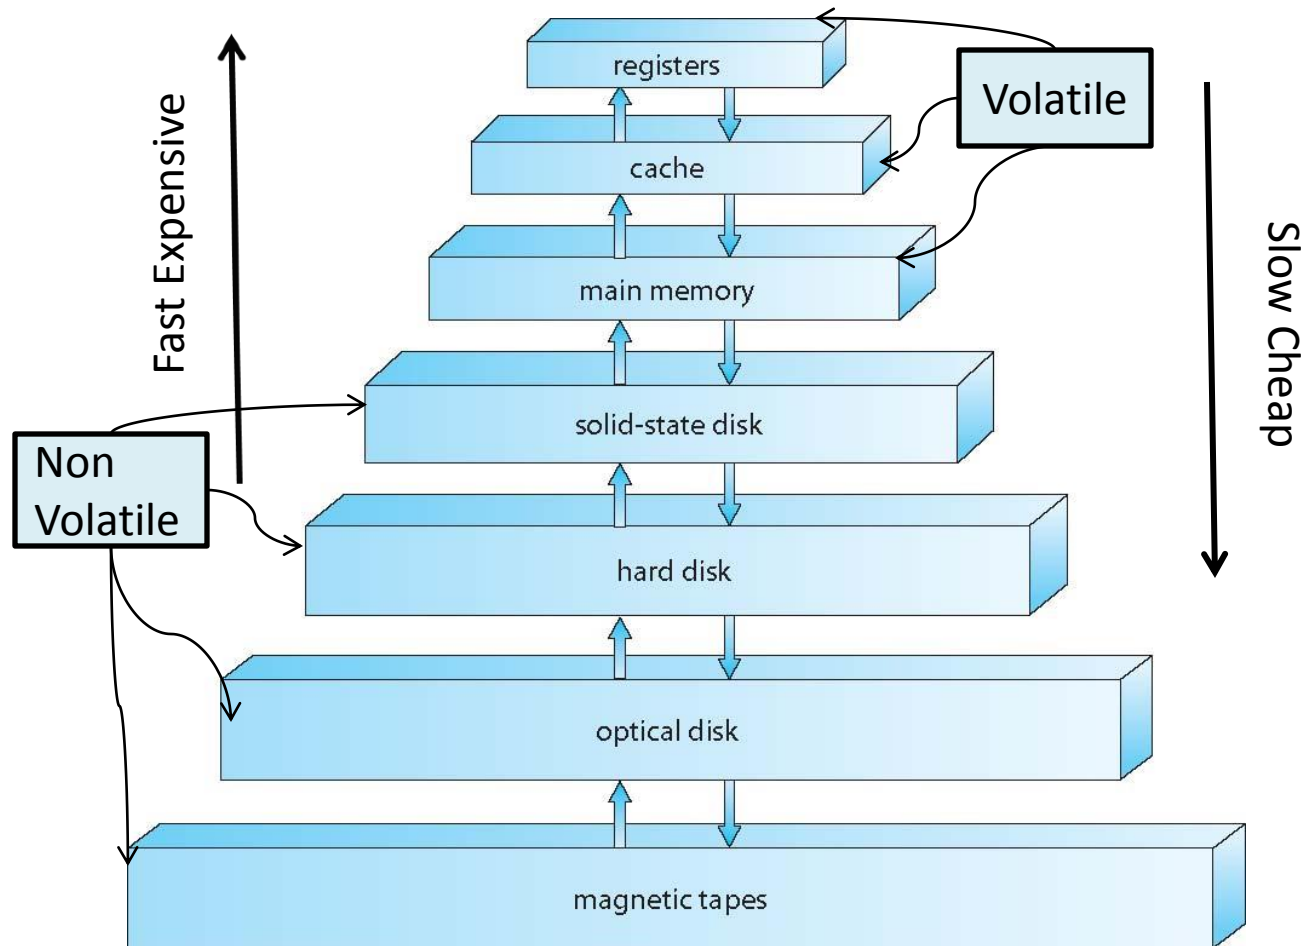 registers
Volatile
cache
Fast Expensive
main memory
Slow Cheap
solid-state disk
Non
Volatile
hard disk
optical disk
magnetic tapes